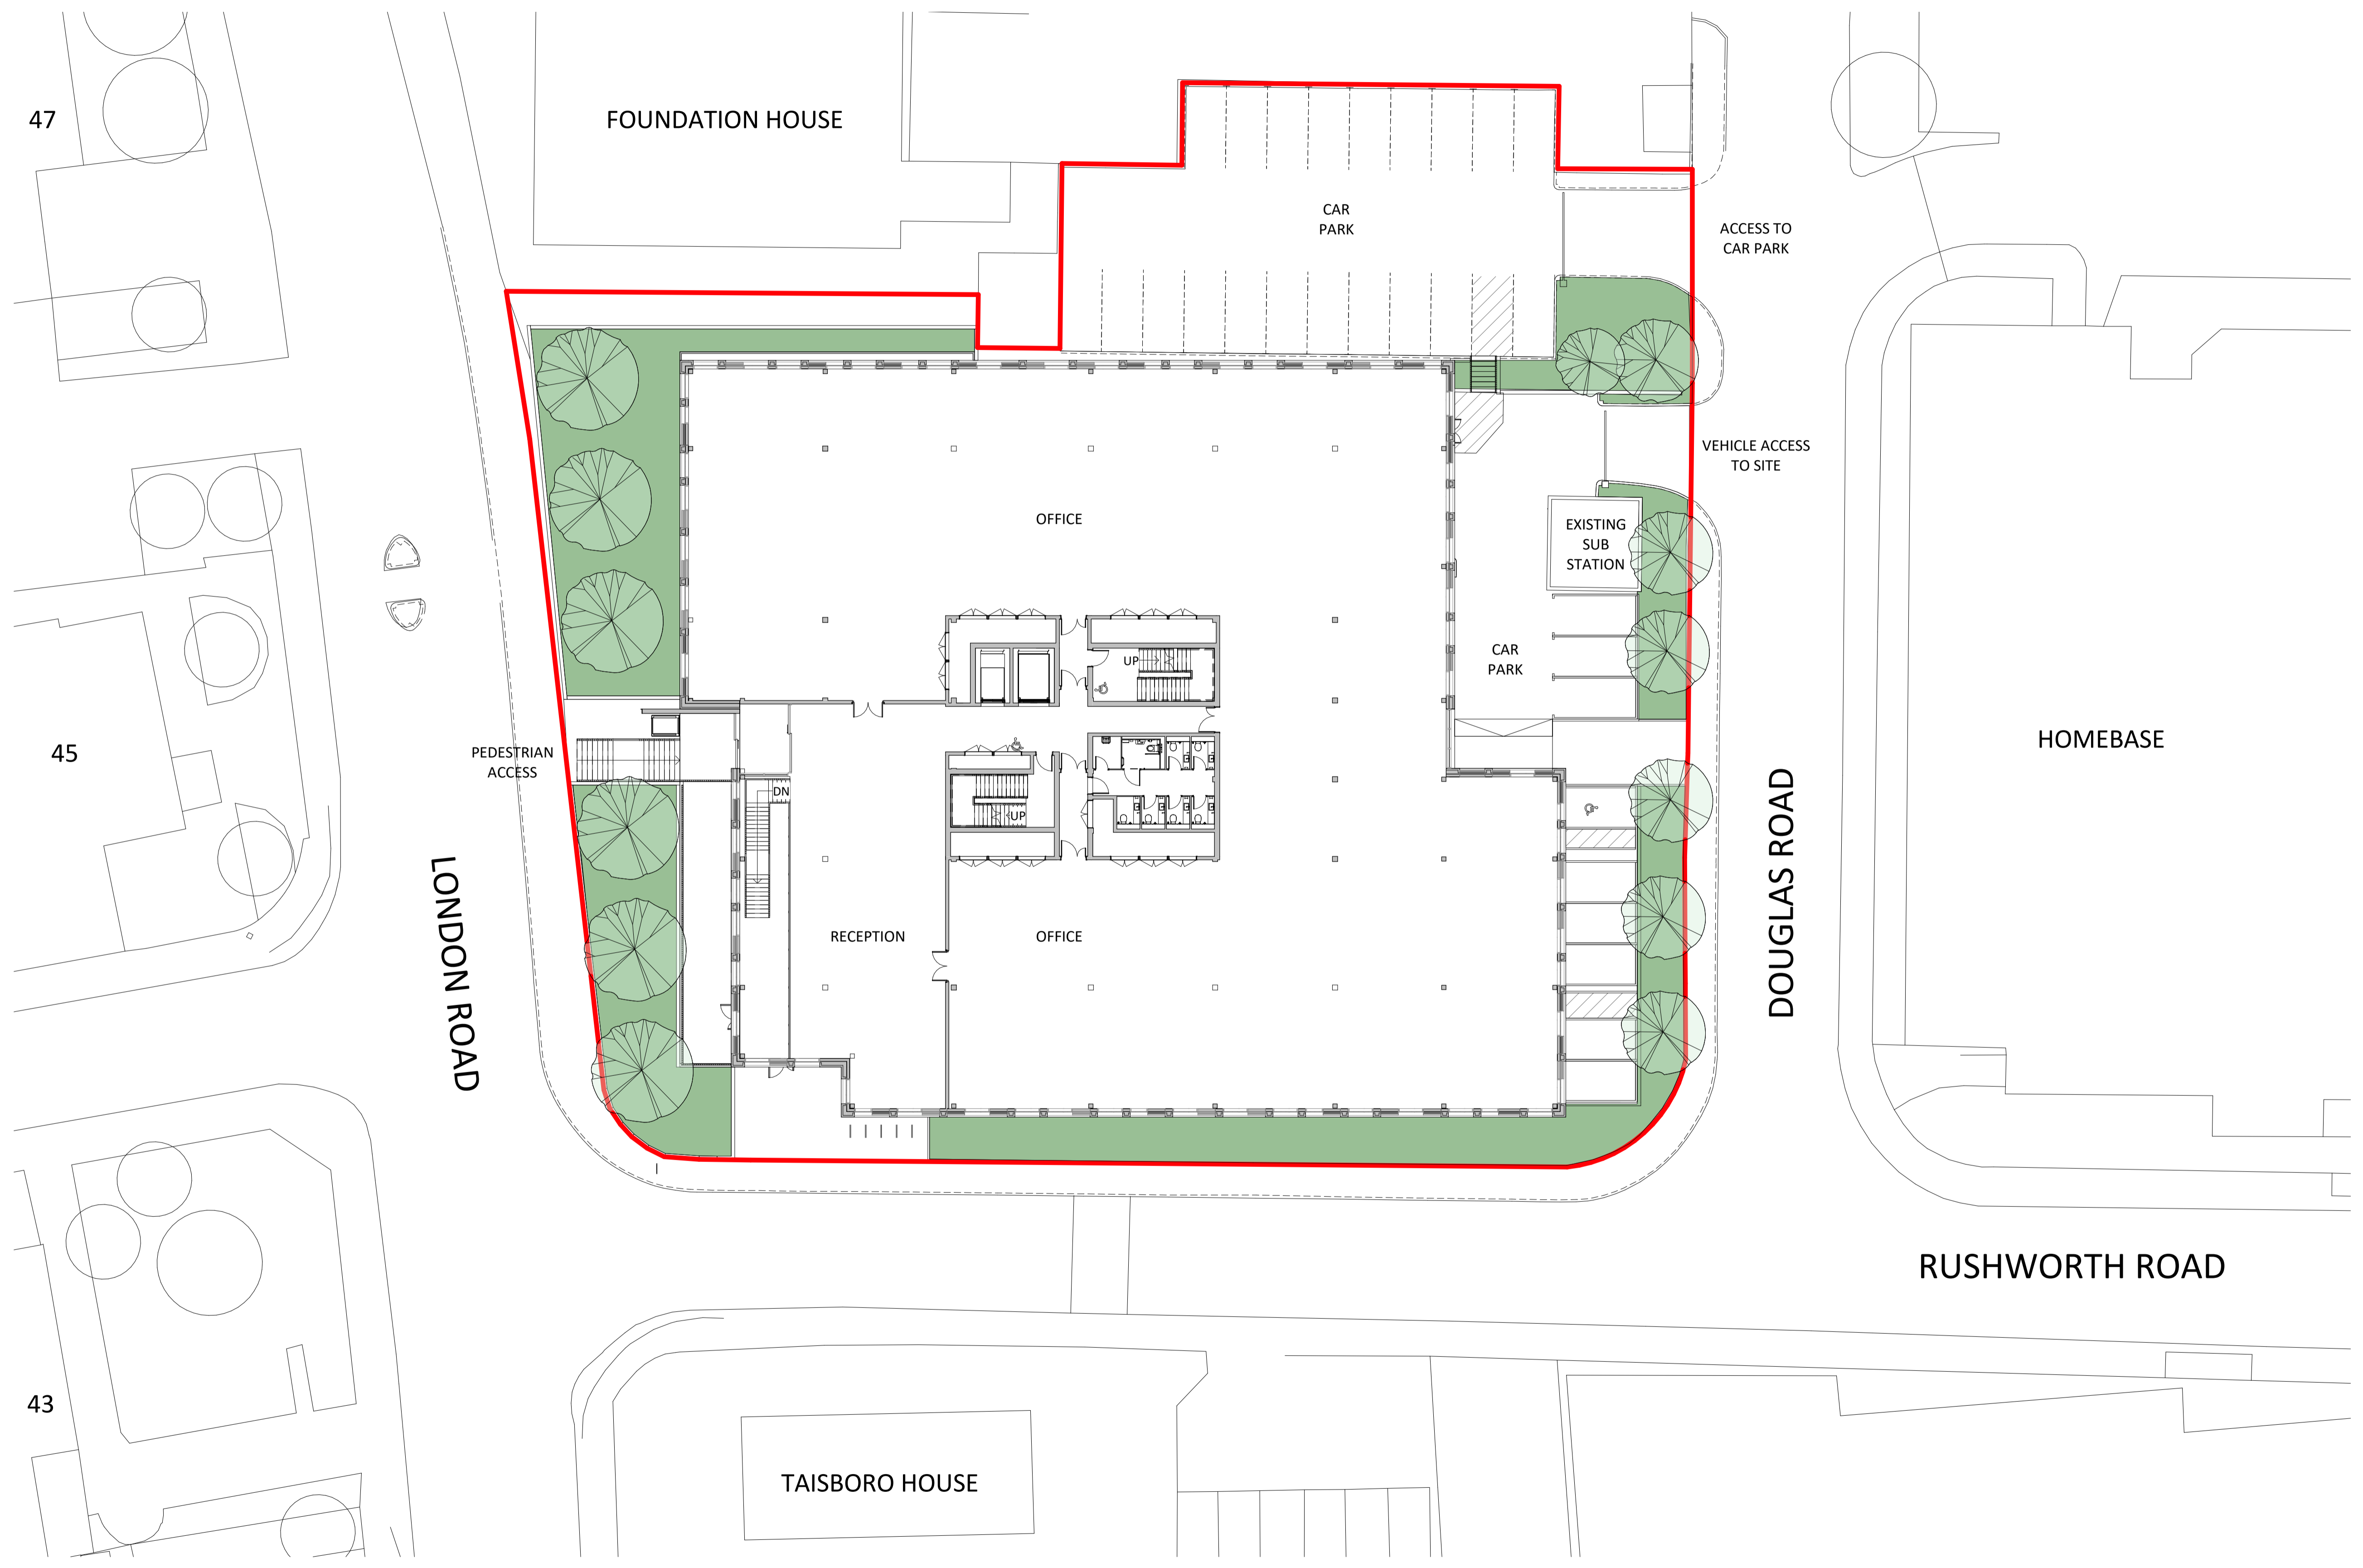 47
FOUNDATION HOUSE
CAR
PARK
ACCESS TO
CAR PARK
VEHICLE ACCESS
TO SITE
OFFICE
EXISTING
SUB
STATION
UP
CAR
PARK
45
PEDESTRIAN
ACCESS
HOMEBASE
DN
UP
LONDON ROAD
RECEPTION
OFFICE
DOUGLAS ROAD
RUSHWORTH ROAD
43
TAISBORO HOUSE